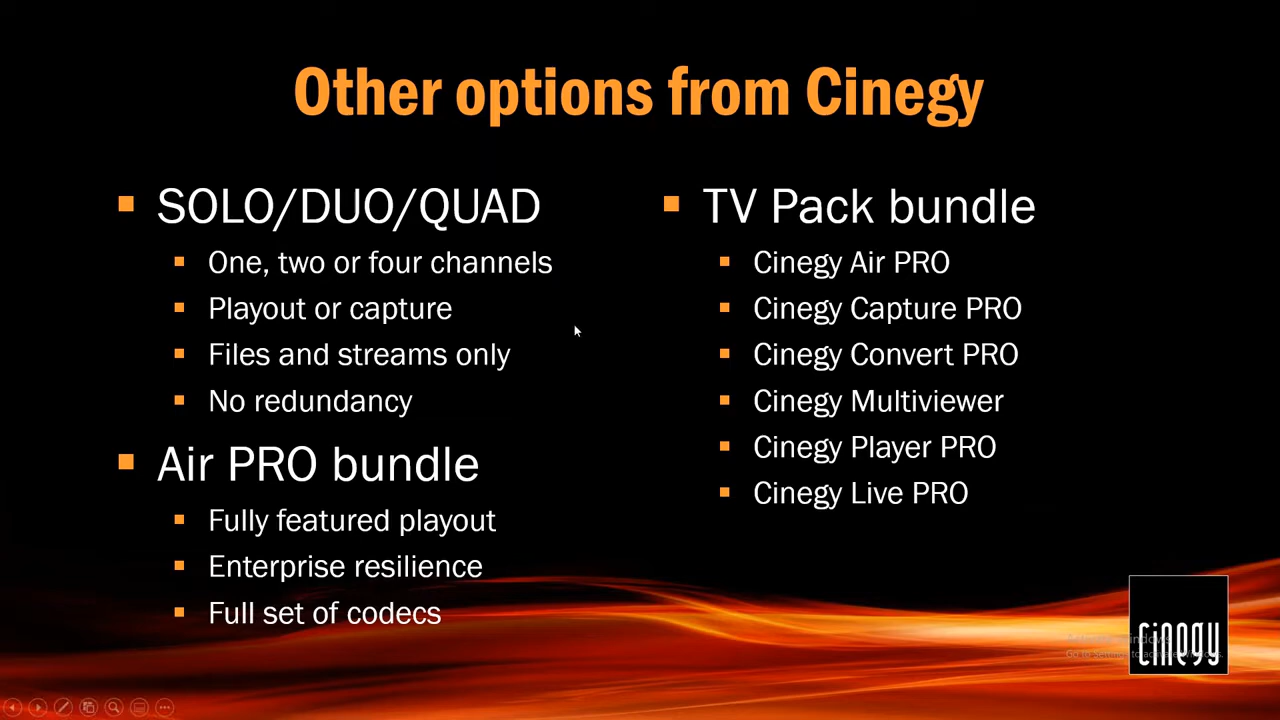 Other options from Cinegy
SOLO/DUO/QUAD
One, two or four channels
Playout or capture
Files and streams only
No redundancy
Air PRO bundle
Fully featured playout
Enterprise resilience
Full set of codecs
TV Pack bundle
Cinegy Air PRO
Cinegy Capture PRO
Cinegy Convert PRO
Cinegy Multiviewer
Cinegy Player PRO
Cinegy Live PRO
cinegy